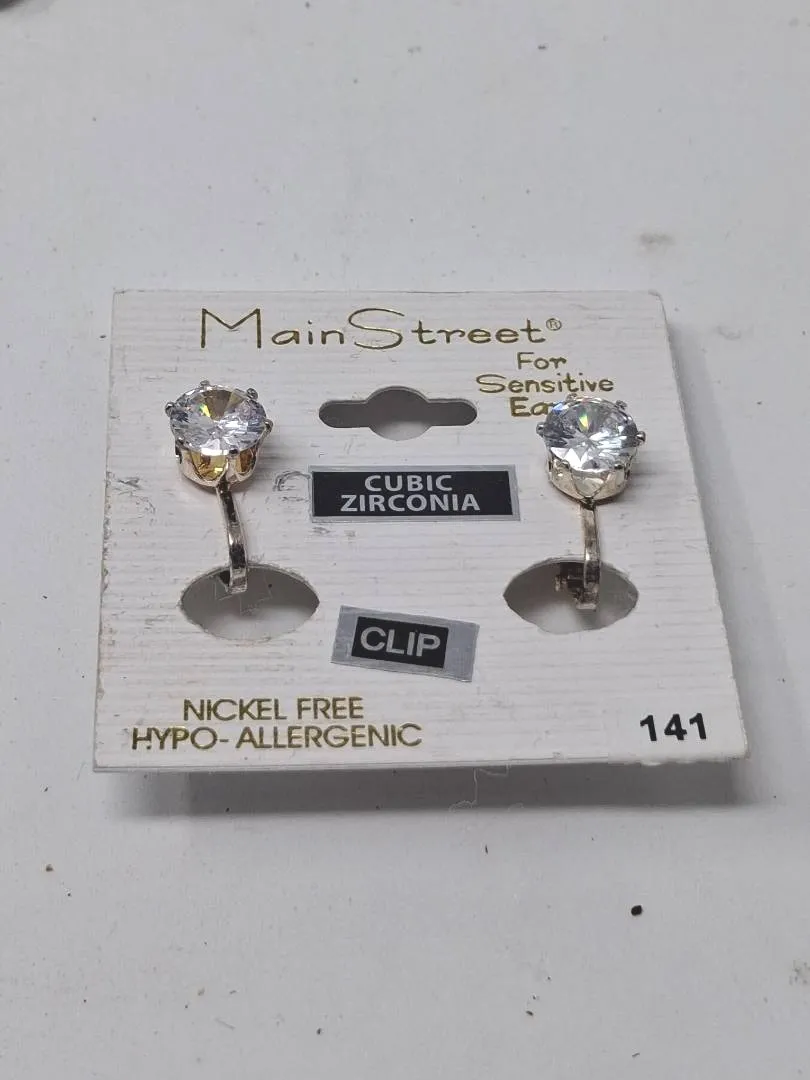 MainStreet®
For
Sensitive
CUBIC
ZIRCONIA
CLIP
NICKEL FREE
HYPO-ALLERGENIC
141